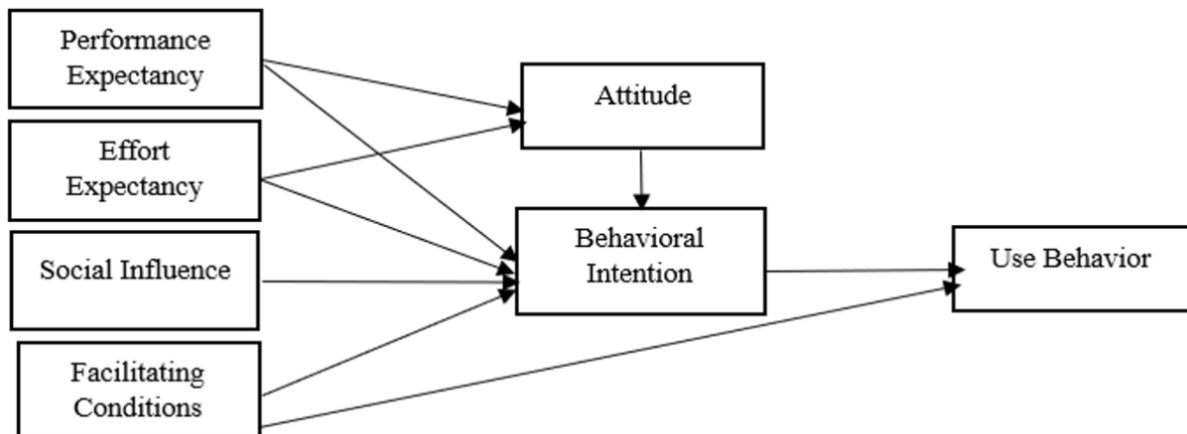 Performance
Expectancy
Effort
Expectancy
Social Influence
Facilitating
Conditions
Attitude
Behavioral
Intention
Use Behavior